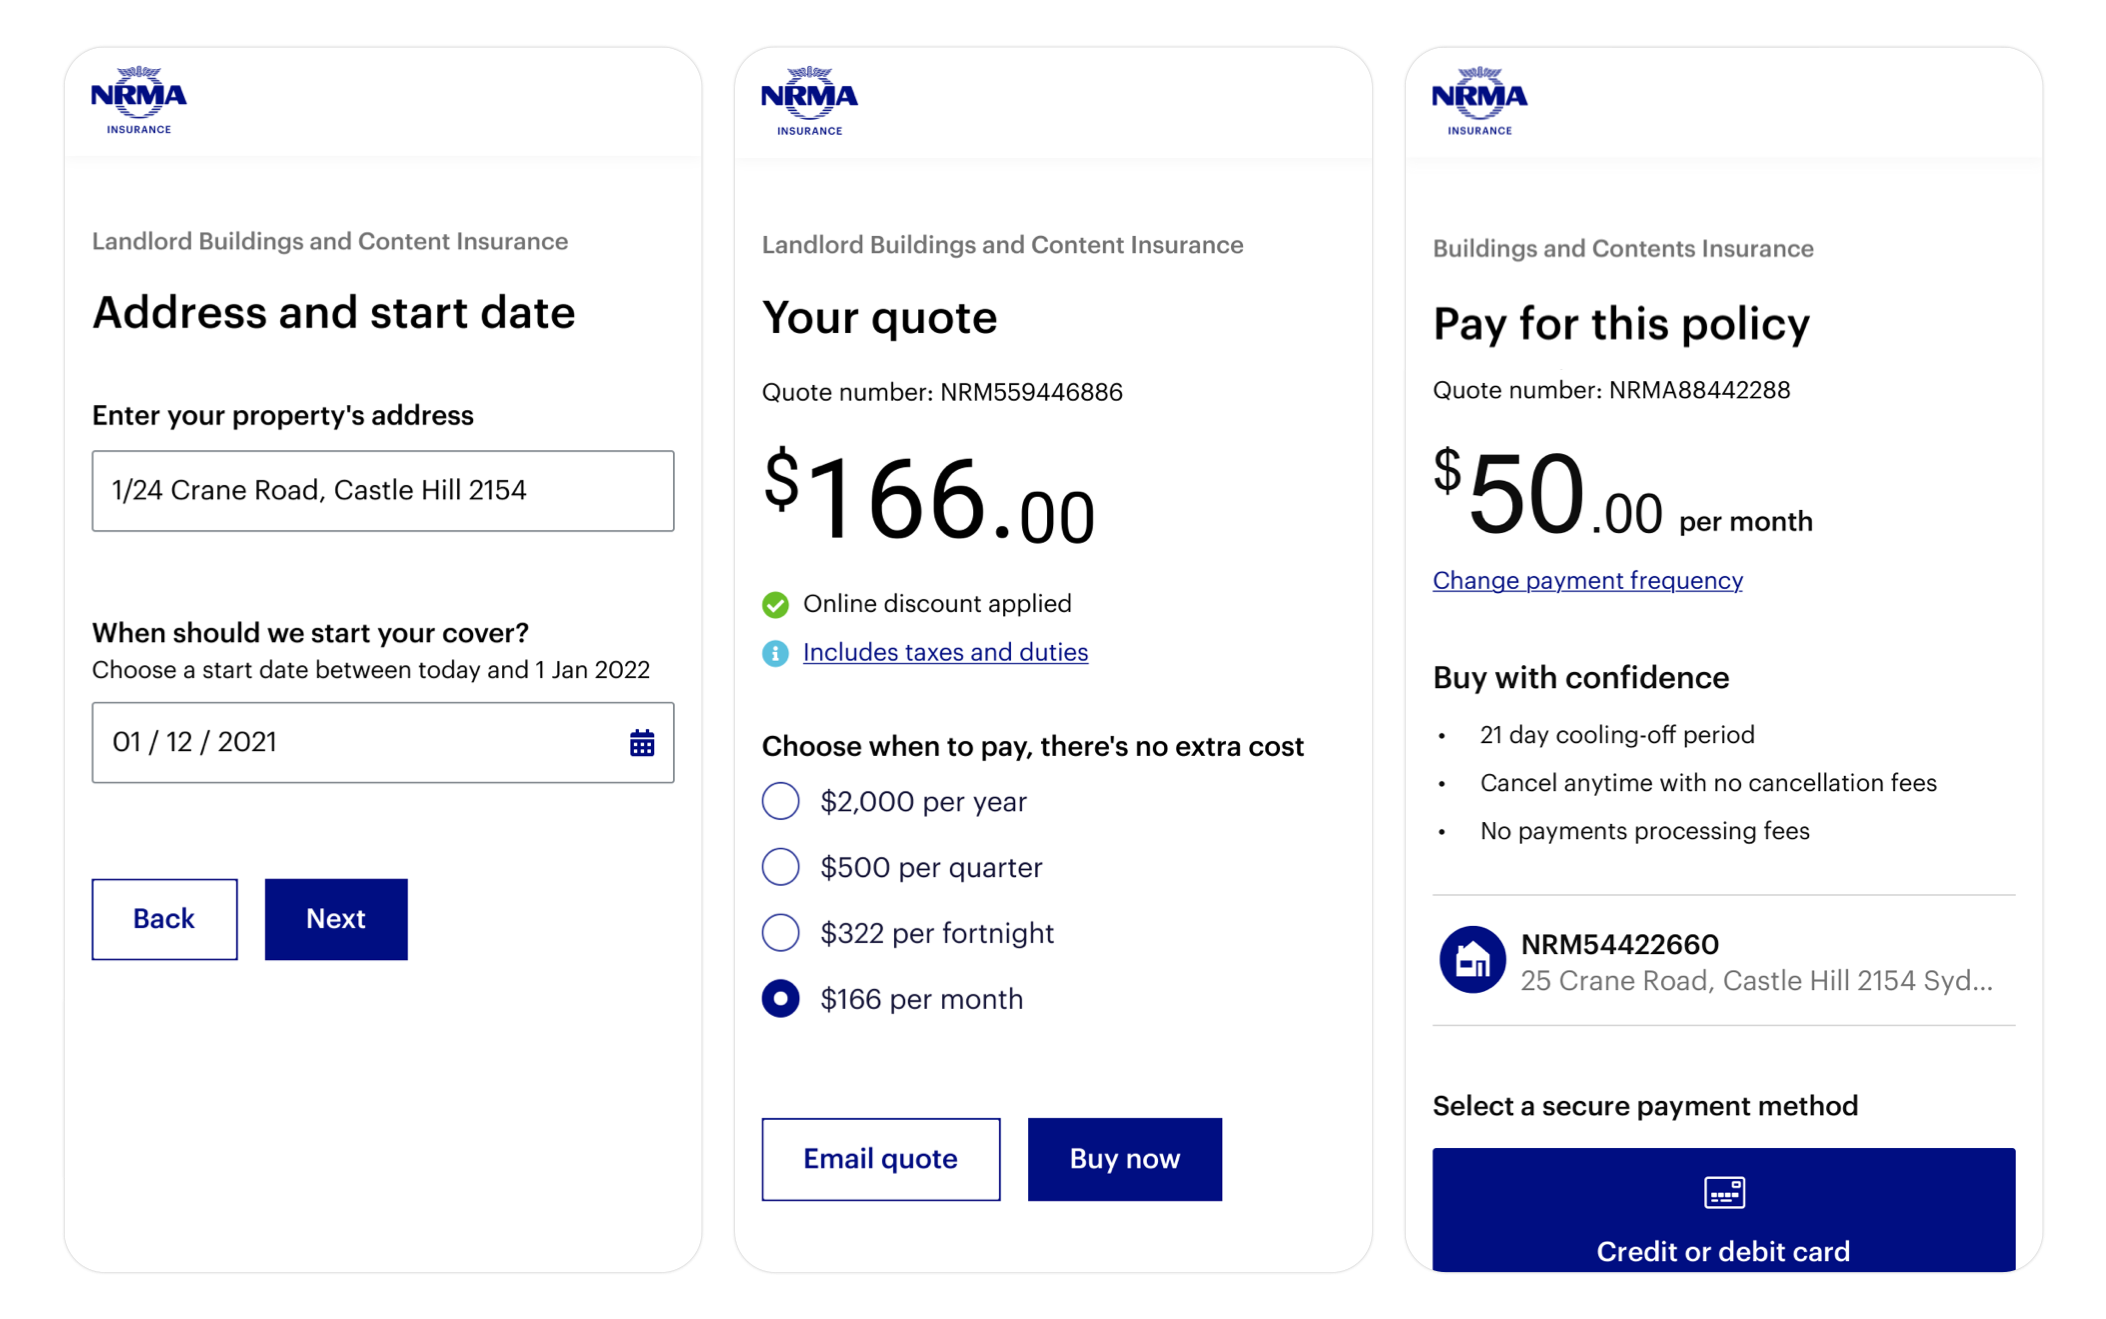 NRMA
INSURANCE
Landlord Buildings and Content Insurance
Address and start date
Enter your property's address
1/24 Crane Road, Castle Hill 2154
When should we start your cover?
Choose a start date between today and 1 Jan 2022
01 / 12 / 2021
Back
Next
NRMA
INSURANCE
Landlord Buildings and Content Insurance
Your quote
Quote number: NRM559446886
$166.00
Online discount applied
Includes taxes and duties
Choose when to pay, there's no extra cost
$2,000 per year
$500 per quarter
$322 per fortnight
$166 per month
Email quote
Buy now
NRMA
INSURANCE
Buildings and Contents Insurance
Pay for this policy
Quote number: NRMA88442288
$50.00 per month
Change payment frequency
Buy with confidence
• 21 day cooling-off period
• Cancel anytime with no cancellation fees
• No payments processing fees
NRM54422660
25 Crane Road, Castle Hill 2154 Syd...
Select a secure payment method
Credit or debit card